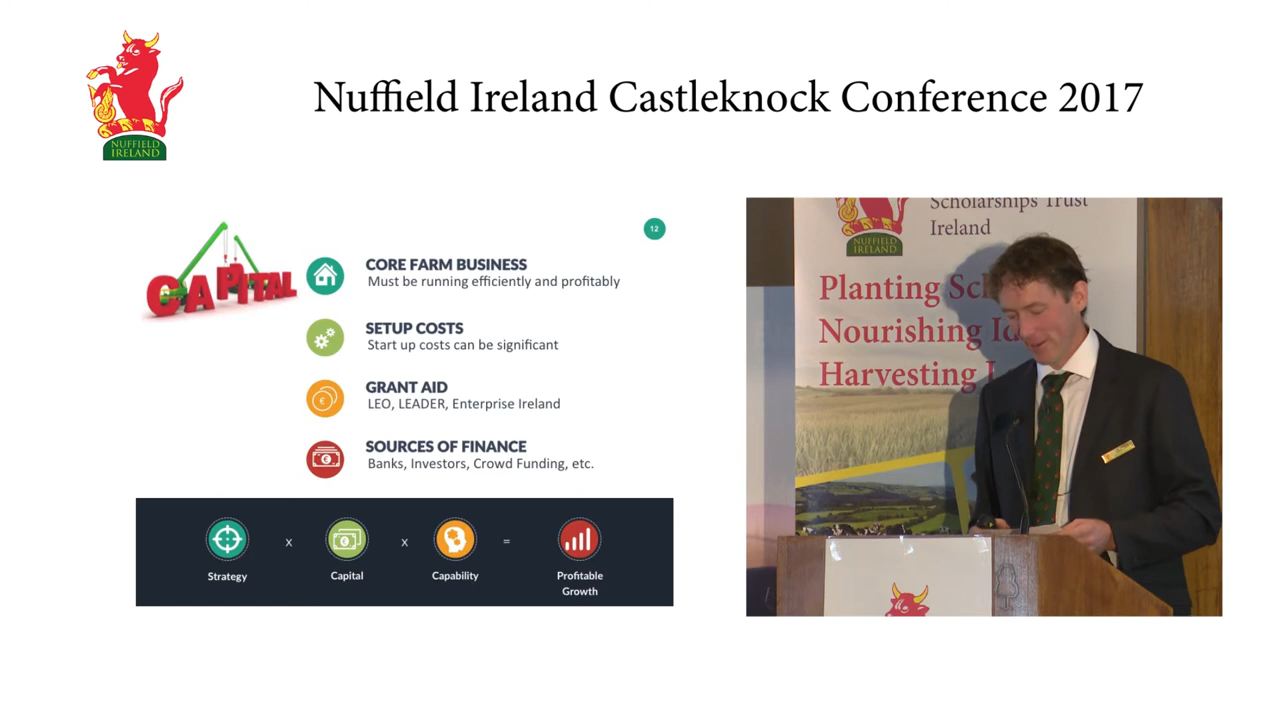 Nuffield Ireland Castleknock Conference 2017
NUFFIELD
IRELAND
12
CAPITAL
CORE FARM BUSINESS
Must be running efficiently and profitably
SETUP COSTS
Start up costs can be significant
GRANT AID
LEO, LEADER, Enterprise Ireland
SOURCES OF FINANCE
Banks, Investors, Crowd Funding, etc.
x
x
=
Strategy
Capital
Capability
Profitable
Growth
Scholarships Trust
Ireland
NUFFIELD
IRELAND
Planting
Nourishing
Harvesting